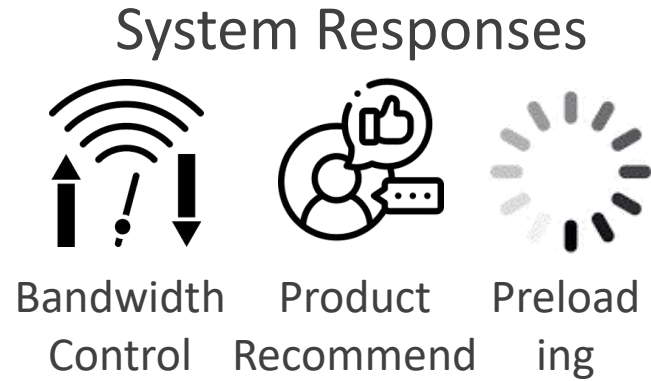 System Responses
Bandwidth Control
Product Recommend
Preload
ing